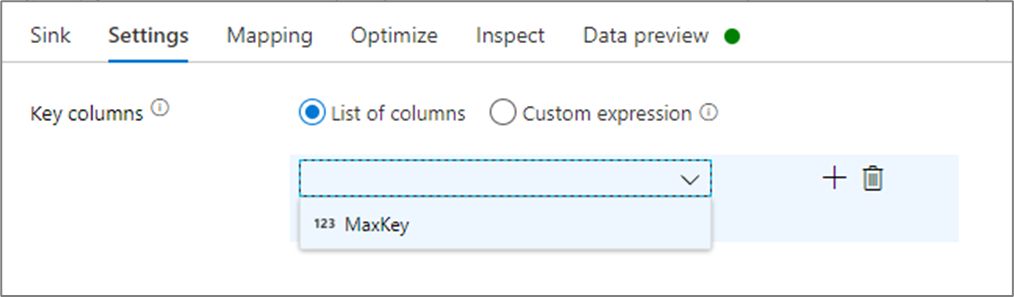 Sink Settings Mapping Optimize Inspect Data preview
Key columns List of columns Custom expression
123 MaxKey